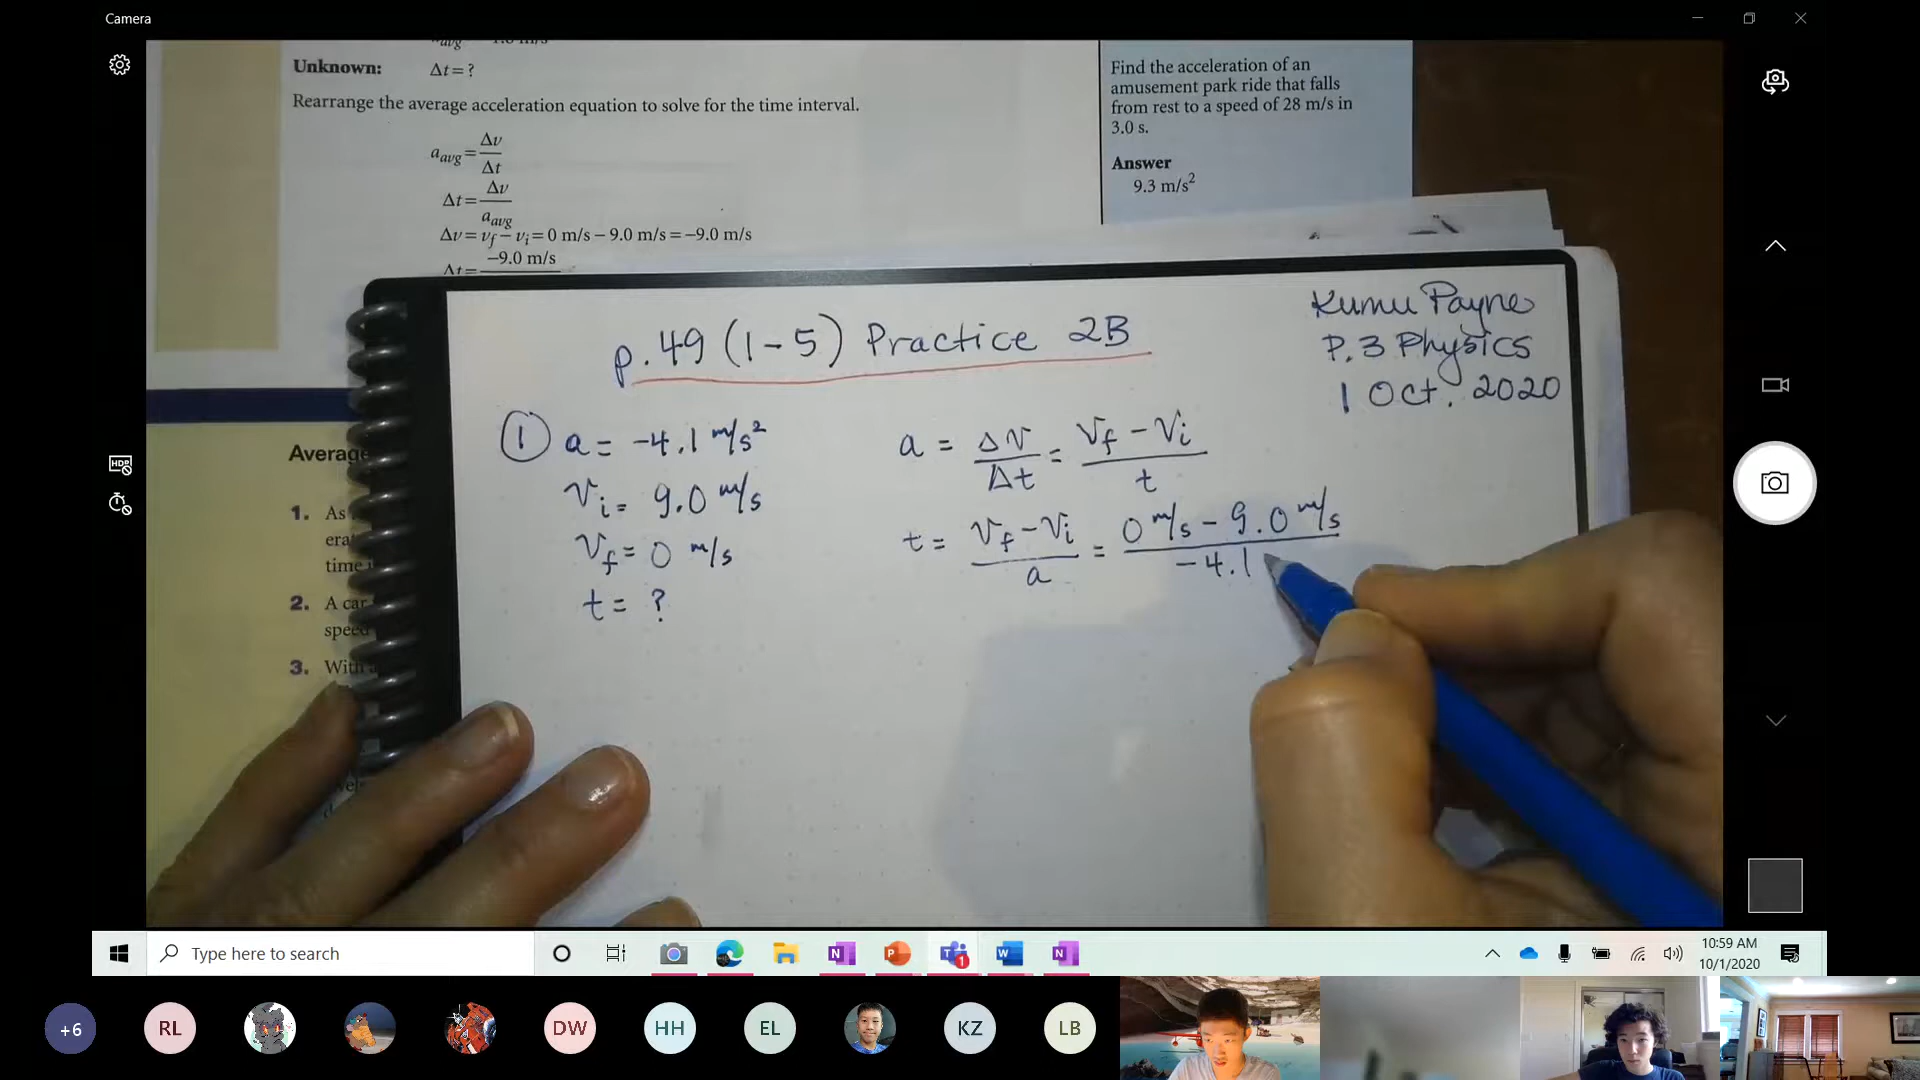 Camera
Unknown: Δt = ?
Rearrange the average acceleration equation to solve for the time interval.
a_avg = Δv/Δt
Δt = Δv/a_avg
Δv = v_f − v_i = 0 m/s − 9.0 m/s = −9.0 m/s
Δt = −9.0 m/s
Find the acceleration of an
amusement park ride that falls
from rest to a speed of 28 m/s in
3.0 s.
Answer
9.3 m/s²
p.49 (1-5) Practice 2B
Kumu Payne
P.3 Physics
1 Oct. 2020
① a = -4.1 m/s²
v_i = 9.0 m/s
v_f = 0 m/s
t = ?
a = Δv/Δt = (v_f - v_i)/t
t = (v_f - v_i)/a = (0 m/s - 9.0 m/s)/-4.1
Average
1. As
erat
time i
2. A car
speed
3. With
Type here to search
10:59 AM
10/1/2020
+6
RL
DW
HH
EL
KZ
LB